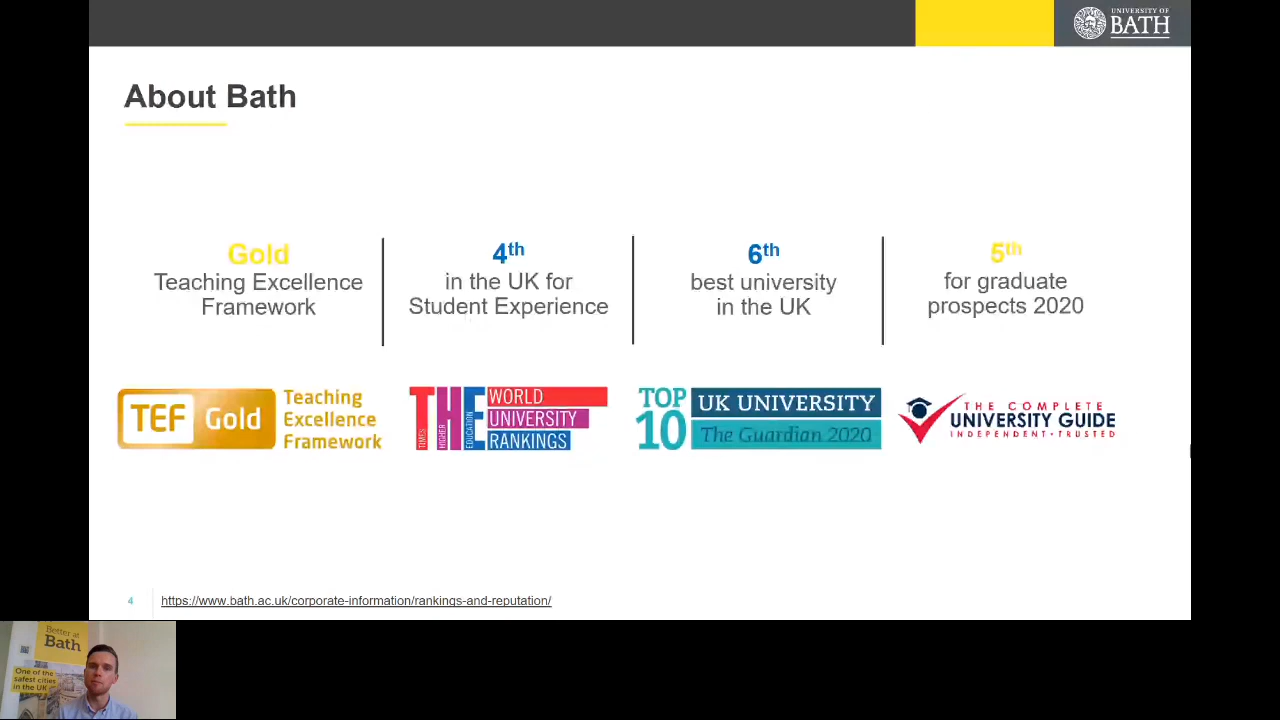 UNIVERSITY OF
BATH
About Bath
Gold
Teaching Excellence
Framework
4th
in the UK for
Student Experience
6th
best university
in the UK
5th
for graduate
prospects 2020
TEF Gold
Teaching
Excellence
Framework
THE
TIMES
HIGHER
EDUCATION
WORLD
UNIVERSITY
RANKINGS
TOP
10
UK UNIVERSITY
The Guardian 2020
THE COMPLETE
UNIVERSITY GUIDE
INDEPENDENT • TRUSTED
4
https://www.bath.ac.uk/corporate-information/rankings-and-reputation/
Better at
Bath
One of the
safest cities
in the UK